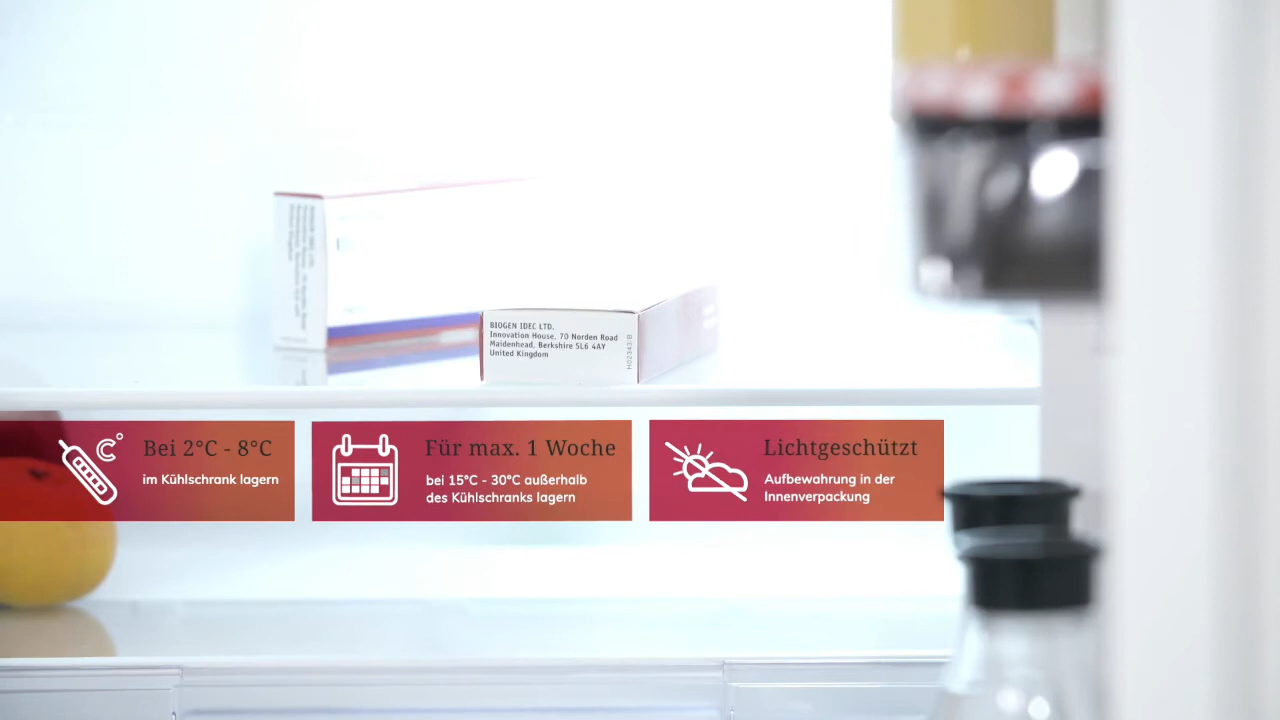 BIOGEN IDEC LTD.
Innovation House, 70 Norden Road
Maidenhead, Berkshire SL6 4AY
United Kingdom
H02343/B
C°
Bei 2°C - 8°C
im Kühlschrank lagern
Für max. 1 Woche
bei 15°C - 30°C außerhalb
des Kühlschranks lagern
Lichtgeschützt
Aufbewahrung in der
Innenverpackung